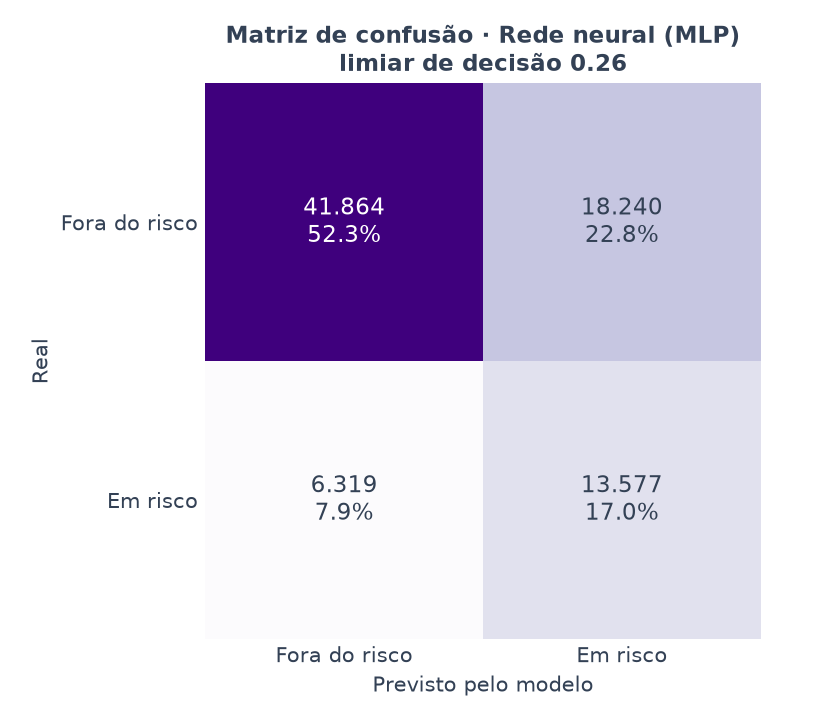 Matriz de confusão · Rede neural (MLP)
limiar de decisão 0.26
Fora do risco
41.864
52.3%
18.240
22.8%
Real
Em risco
6.319
7.9%
13.577
17.0%
Fora do risco
Em risco
Previsto pelo modelo